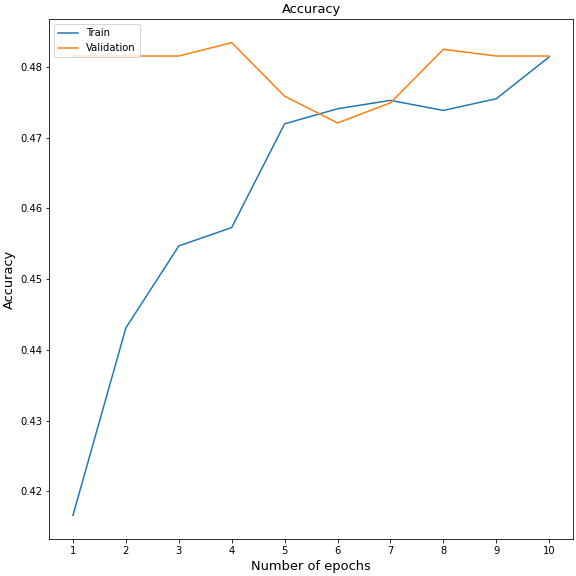 Accuracy
Train
Validation
Accuracy
0.48
0.47
0.46
0.45
0.44
0.43
0.42
1 2 3 4 5 6 7 8 9 10
Number of epochs